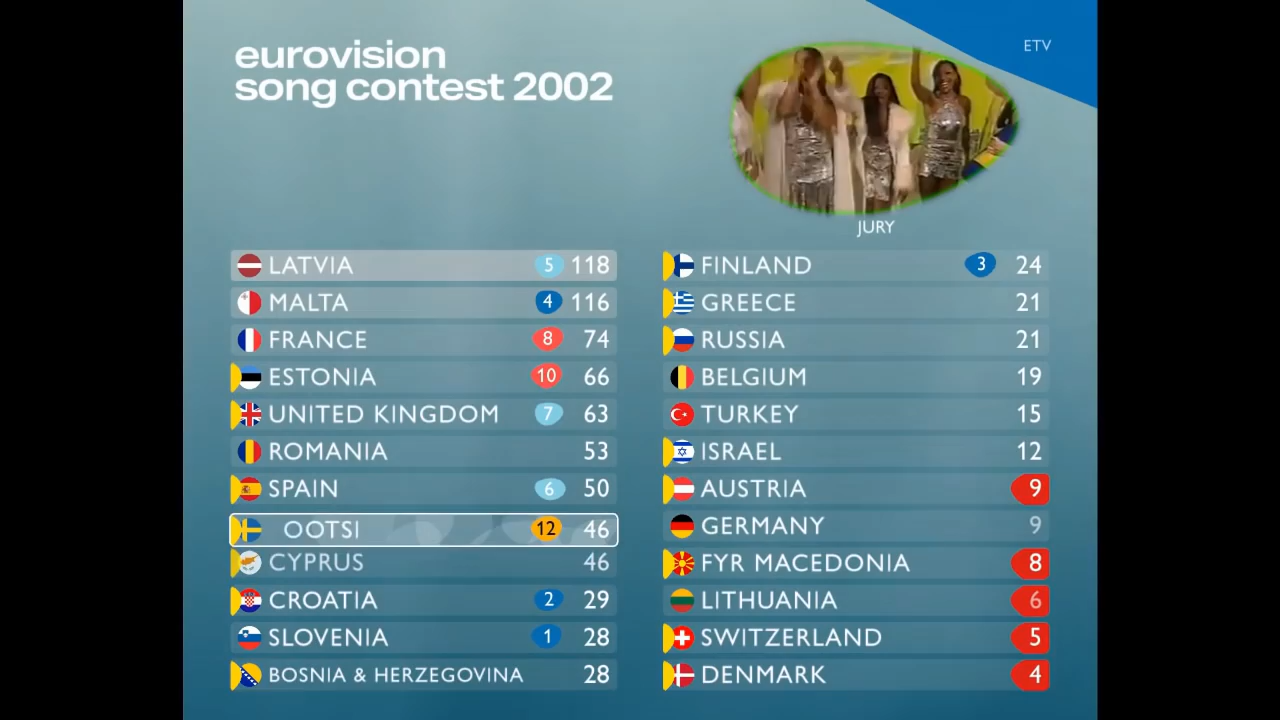 eurovision
song contest 2002
ETV
JURY
LATVIA 5 118
MALTA 4 116
FRANCE 8 74
ESTONIA 10 66
UNITED KINGDOM 7 63
ROMANIA 53
SPAIN 6 50
OOTSI 12 46
CYPRUS 46
CROATIA 2 29
SLOVENIA 1 28
BOSNIA & HERZEGOVINA 28
FINLAND 3 24
GREECE 21
RUSSIA 21
BELGIUM 19
TURKEY 15
ISRAEL 12
AUSTRIA 9
GERMANY 9
FYR MACEDONIA 8
LITHUANIA 6
SWITZERLAND 5
DENMARK 4